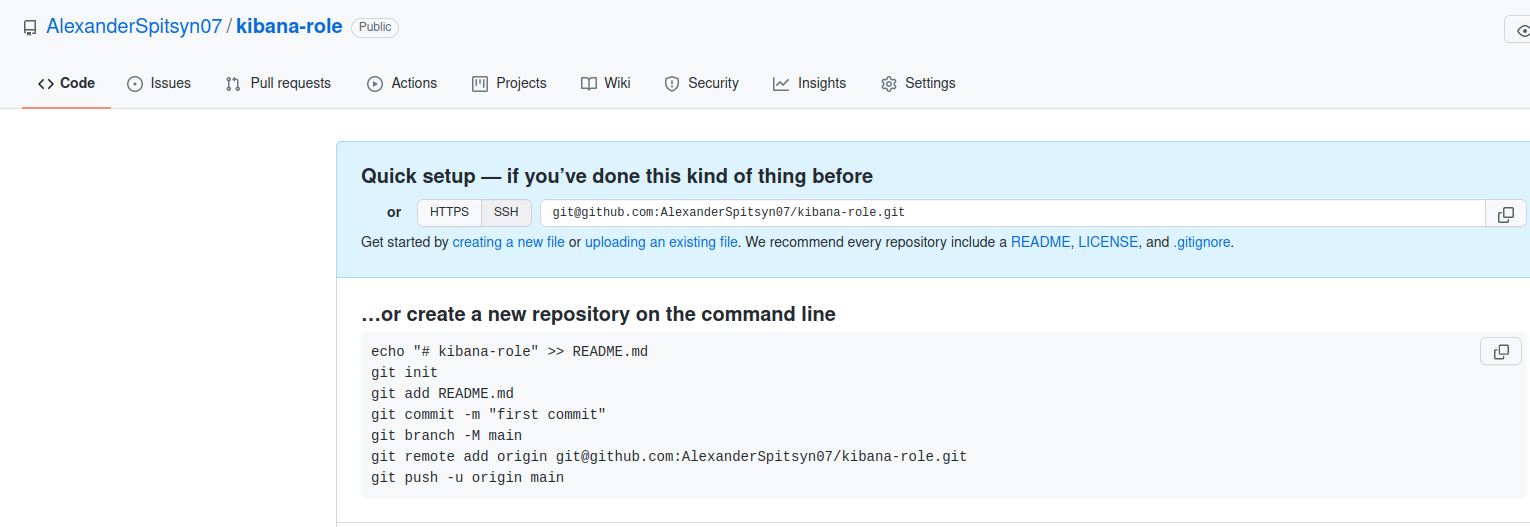 AlexanderSpitsyn07 / kibana-role Public
Code Issues Pull requests Actions Projects Wiki Security Insights Settings
Quick setup — if you’ve done this kind of thing before
or HTTPS SSH git@github.com:AlexanderSpitsyn07/kibana-role.git
Get started by creating a new file or uploading an existing file. We recommend every repository include a README, LICENSE, and .gitignore.
…or create a new repository on the command line
echo "# kibana-role" >> README.md
git init
git add README.md
git commit -m "first commit"
git branch -M main
git remote add origin git@github.com:AlexanderSpitsyn07/kibana-role.git
git push -u origin main